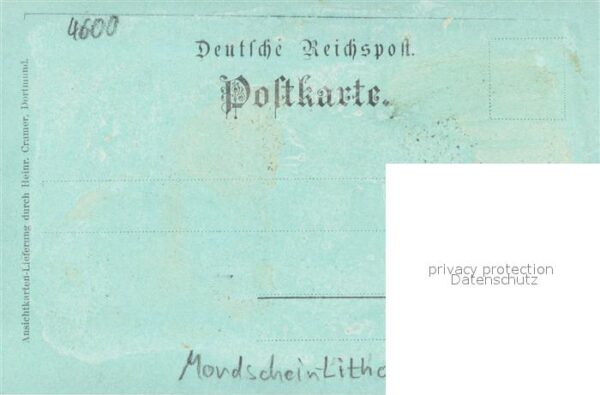 4600
Deutsche Reichspost.
Postkarte.
Ansichtkarten-Lieferung durch Heinr. Cramer, Dortmund.
privacy protection
Datenschutz
Mondschein-Litho